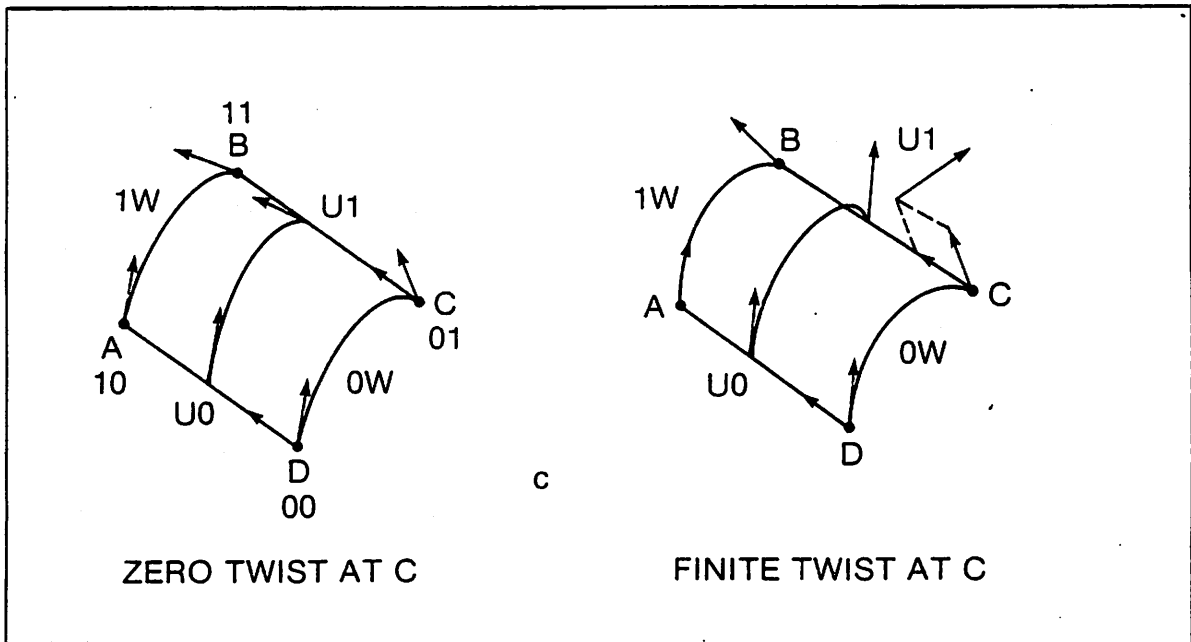 11
B
1W
U1
A
10
C
01
0W
U0
D
00
ZERO TWIST AT C
c
B
U1
1W
A
C
0W
U0
D
FINITE TWIST AT C